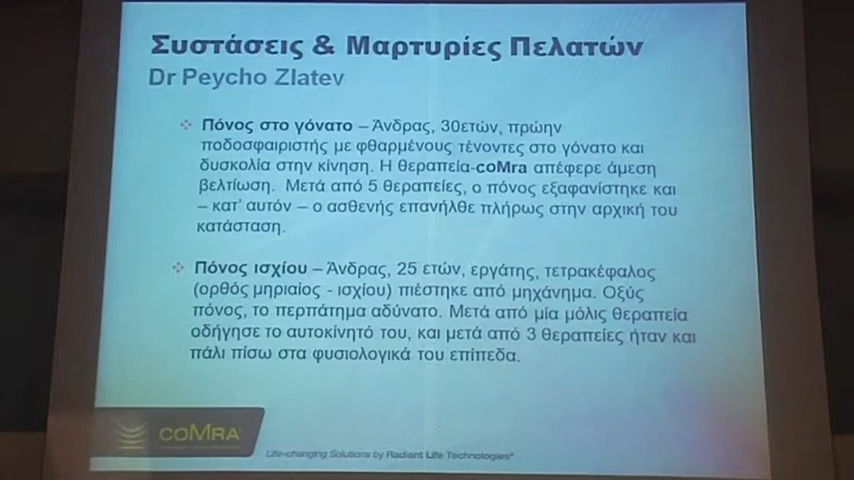 Συστάσεις & Μαρτυρίες Πελατών
Dr Peycho Zlatev
Πόνος στο γόνατο – Άνδρας, 30ετών, πρώην
ποδοσφαιριστής με φθαρμένους τένοντες στο γόνατο και
δυσκολία στην κίνηση. Η θεραπεία-coMra απέφερε άμεση
βελτίωση. Μετά από 5 θεραπείες, ο πόνος εξαφανίστηκε και
– κατ' αυτόν – ο ασθενής επανήλθε πλήρως στην αρχική του
κατάσταση.
Πόνος ισχίου – Άνδρας, 25 ετών, εργάτης, τετρακέφαλος
(ορθός μηριαίος - ισχίου) πιέστηκε από μηχάνημα. Οξύς
πόνος, το περπάτημα αδύνατο. Μετά από μία μόλις θεραπεία
οδήγησε το αυτοκίνητό του, και μετά από 3 θεραπείες ήταν και
πάλι πίσω στα φυσιολογικά του επίπεδα.
COMRA
Life-changing Solutions by Radiant Life Technologies